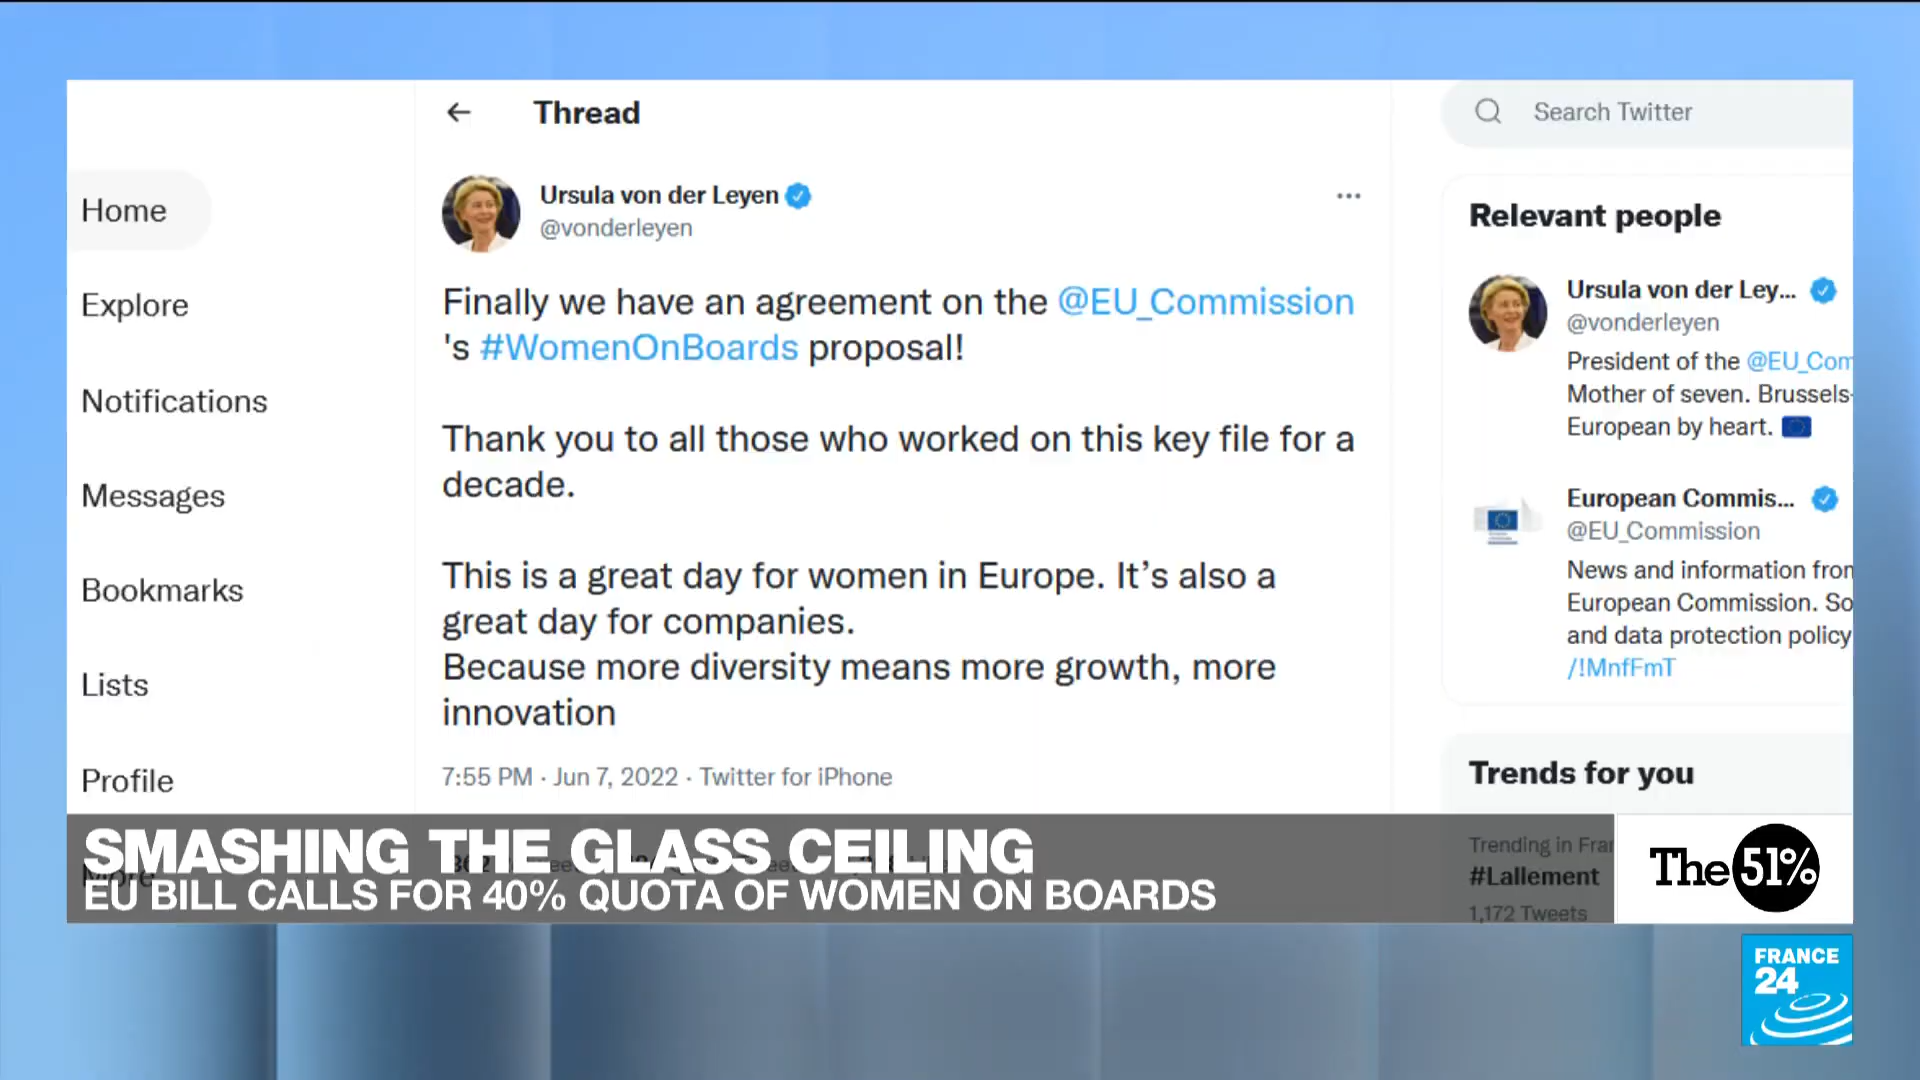 Thread
Search Twitter
Home
Explore
Notifications
Messages
Bookmarks
Lists
Profile
More
Ursula von der Leyen
@vonderleyen
Finally we have an agreement on the @EU_Commission
's #WomenOnBoards proposal!
Thank you to all those who worked on this key file for a
decade.
This is a great day for women in Europe. It's also a
great day for companies.
Because more diversity means more growth, more
innovation
7:55 PM · Jun 7, 2022 · Twitter for iPhone
Relevant people
Ursula von der Ley...
@vonderleyen
President of the @EU_Com
Mother of seven. Brussels-
European by heart.
European Commis...
@EU_Commission
News and information from
European Commission. So
and data protection policy
/!MnfFmT
Trends for you
Trending in Fra
#Lallement
1,172 Tweets
SMASHING THE GLASS CEILING
EU BILL CALLS FOR 40% QUOTA OF WOMEN ON BOARDS
The 51%
FRANCE
24